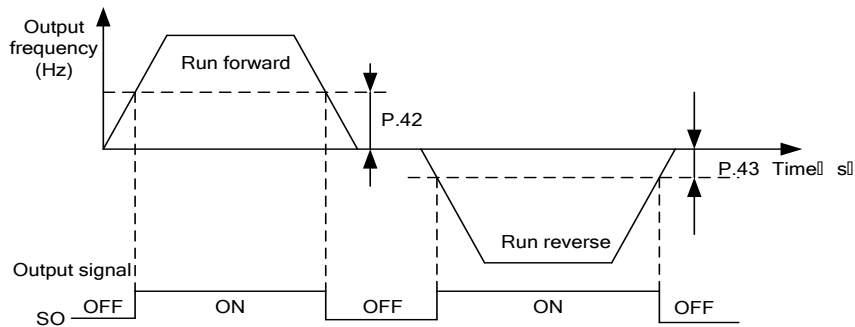 Output
frequency
(Hz)
Run forward
P.42
P.43 Time▯ s▯
Run reverse
Output signal
SO OFF ON OFF ON OFF